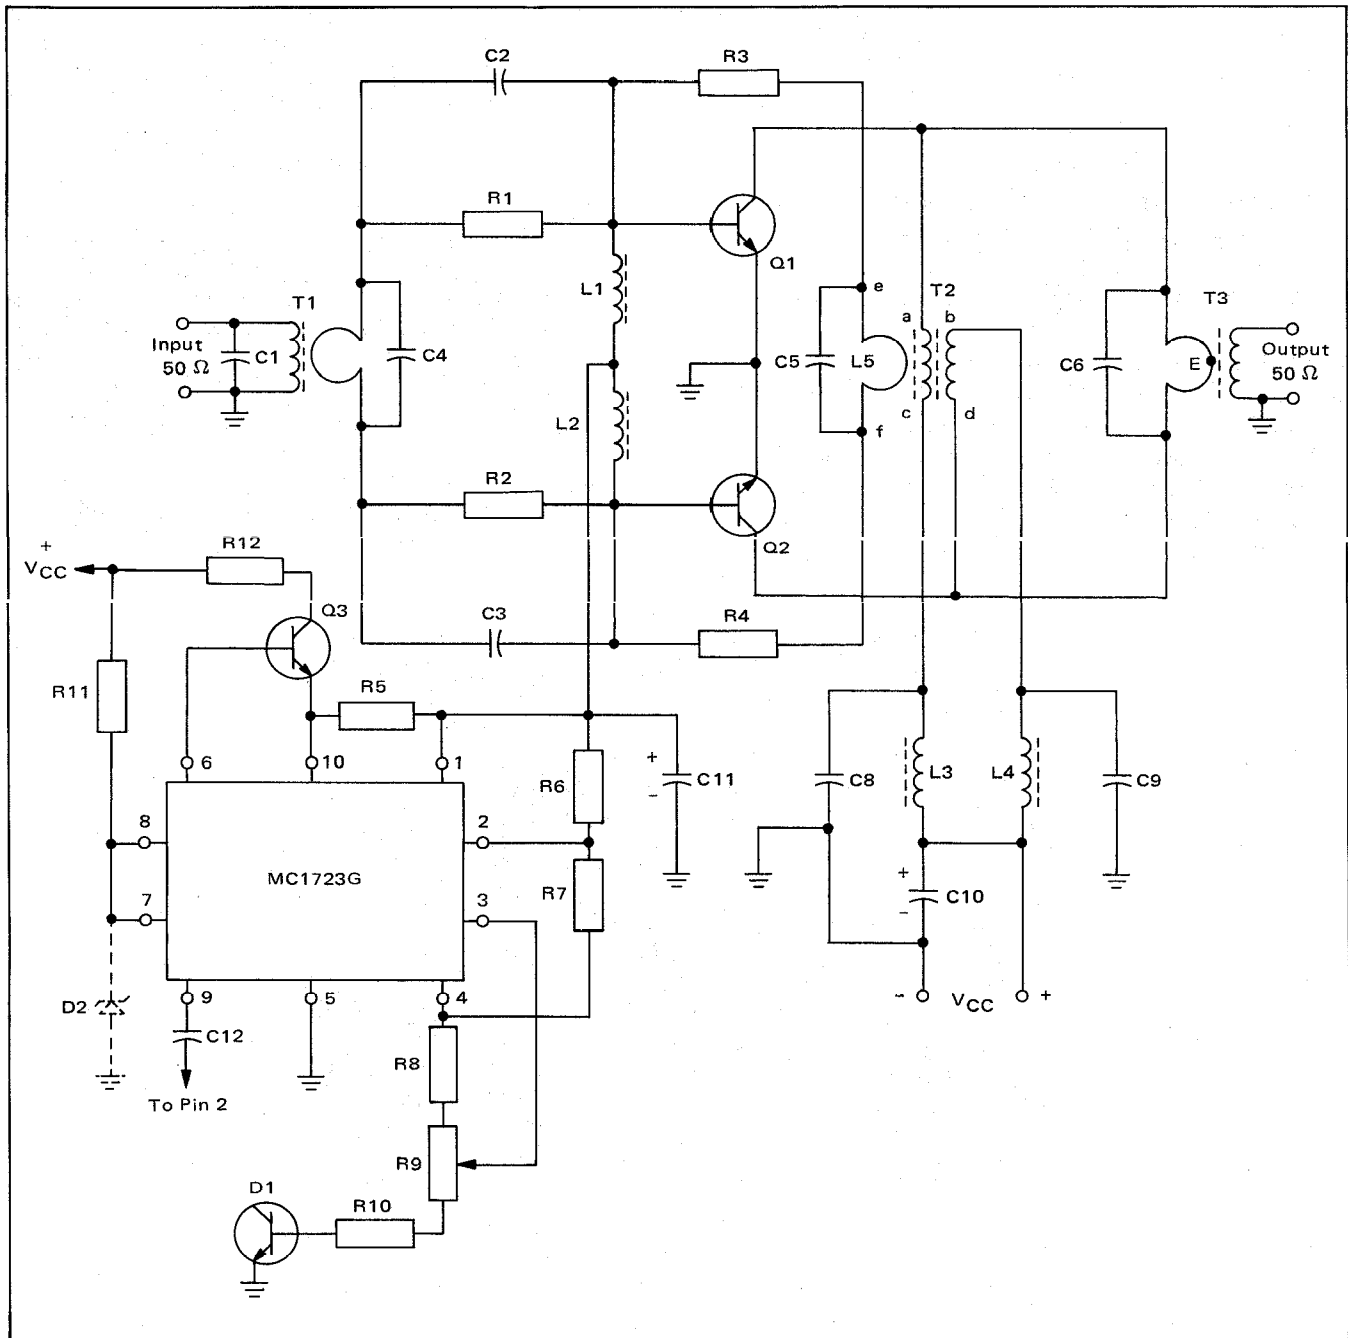 C2
R3
R1
Q1
L1
T1
Input
50 Ω
C1
C4
e
T2
a
b
C5
L5
c
d
f
C6
E
T3
Output
50 Ω
L2
R2
Q2
+
VCC
R12
Q3
C3
R4
R11
R5
6
10
1
R6
+
C11
-
C8
L3
L4
C9
8
2
MC1723G
7
3
R7
+
C10
-
D2
9
5
4
- VCC +
C12
To Pin 2
R8
R9
D1
R10